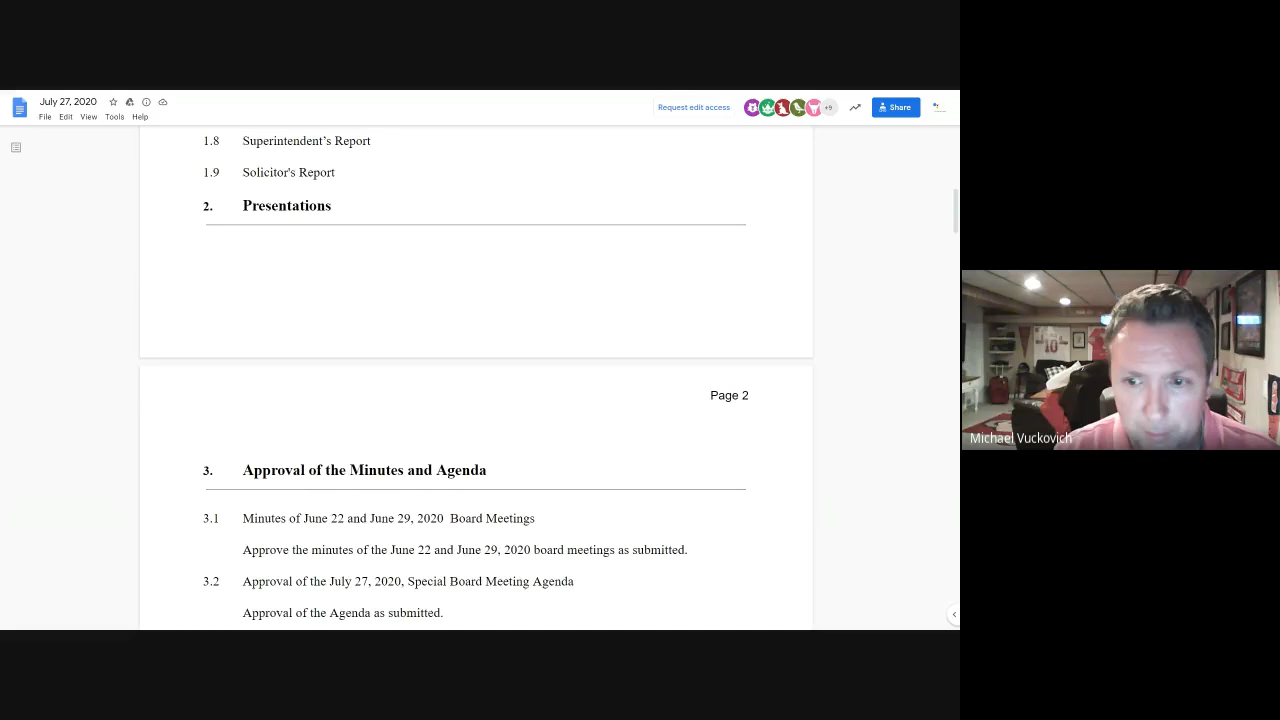 July 27, 2020
File Edit View Tools Help
Request edit access
+9
Share
1.8 Superintendent's Report
1.9 Solicitor's Report
2. Presentations
Page 2
3. Approval of the Minutes and Agenda
3.1 Minutes of June 22 and June 29, 2020 Board Meetings
Approve the minutes of the June 22 and June 29, 2020 board meetings as submitted.
3.2 Approval of the July 27, 2020, Special Board Meeting Agenda
Approval of the Agenda as submitted.
10
Michael Vuckovich